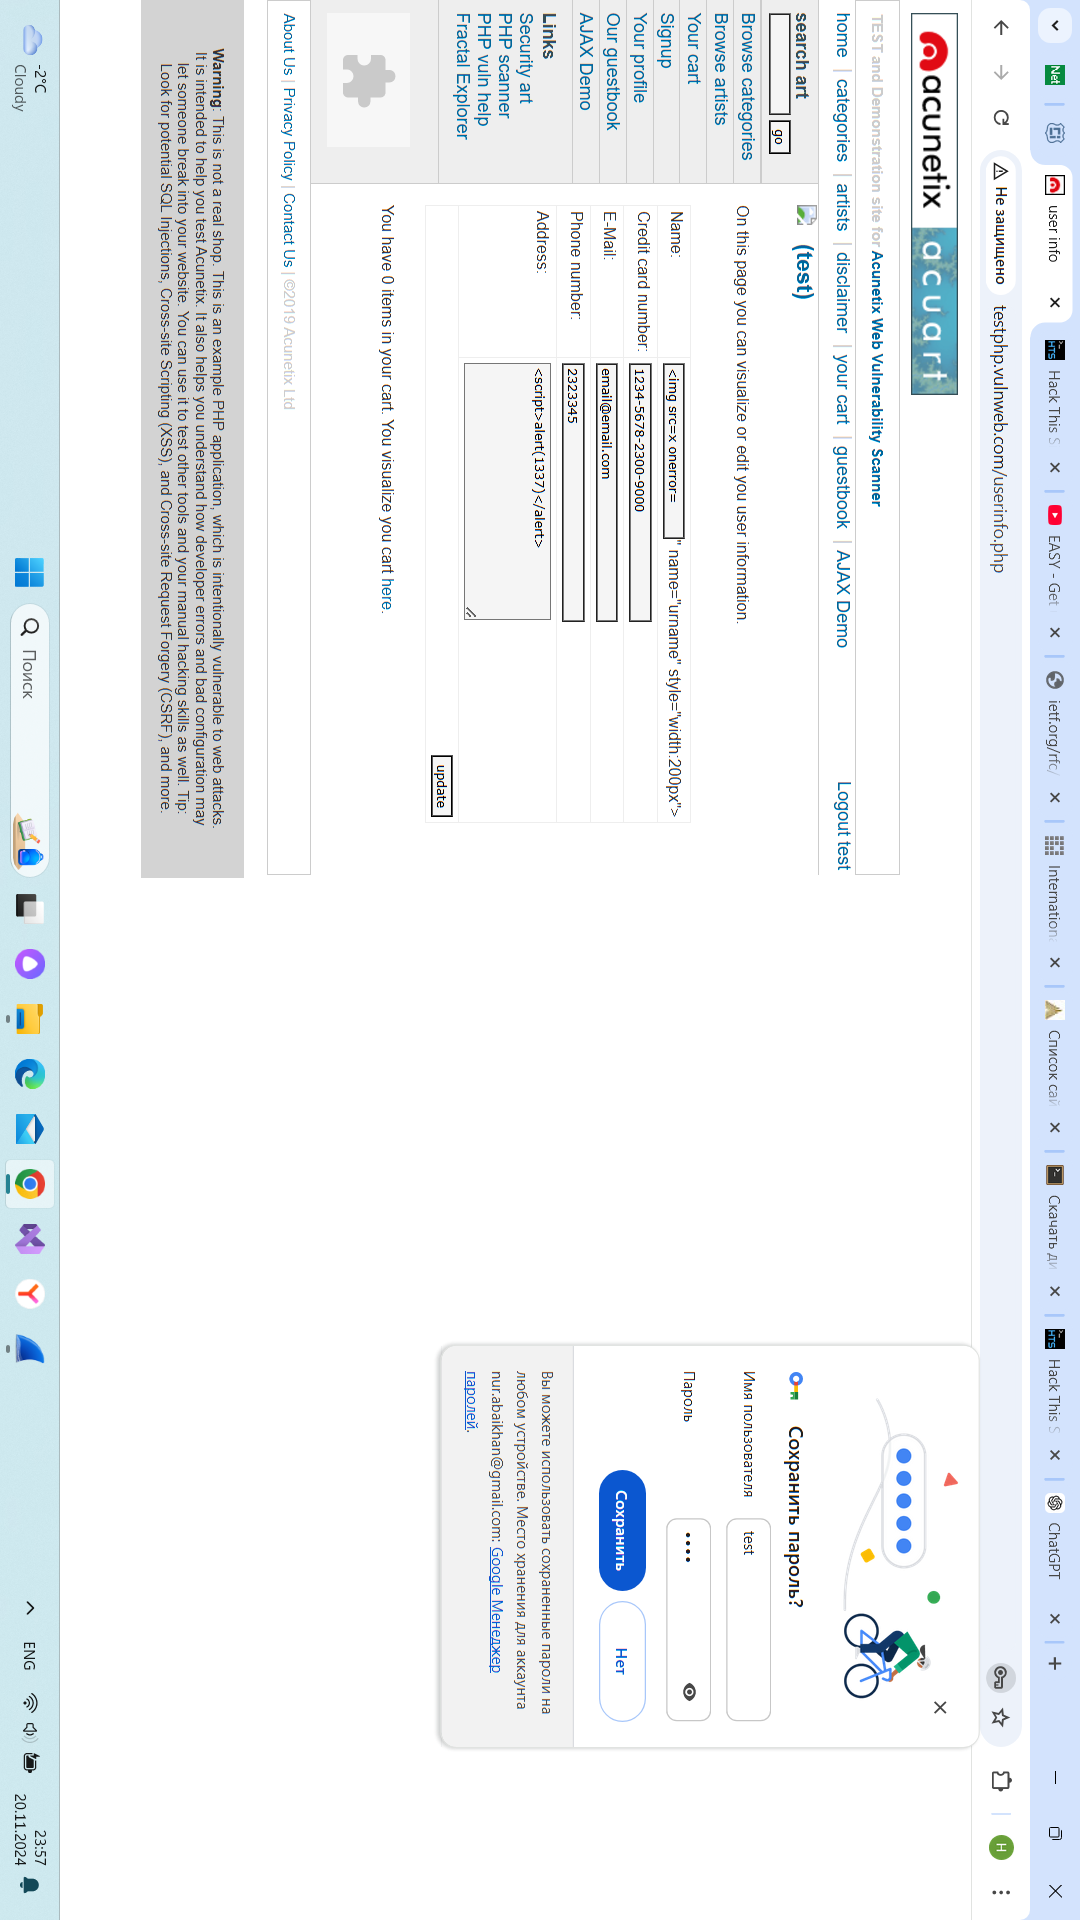 user info
Hack This S
EASY - Get
ietf.org/rfc/
Internationa
Список сай
Скачать ди
Hack This S
ChatGPT
Не защищено
testphp.vulnweb.com/userinfo.php
acunetix
acuart
TEST and Demonstration site for Acunetix Web Vulnerability Scanner
home | categories | artists | disclaimer | your cart | guestbook | AJAX Demo
Logout test
search art
go
Browse categories
Browse artists
Your cart
Signup
Your profile
Our guestbook
AJAX Demo
Links
Security art
PHP scanner
PHP vuln help
Fractal Explorer
(test)
On this page you can visualize or edit you user information.
Name: <img src=x onerror= " name="urname" style="width:200px">
Credit card number: 1234-5678-2300-9000
E-Mail: email@email.com
Phone number: 2323345
Address: <script>alert(1337)</alert>
update
You have 0 items in your cart. You visualize you cart here.
About Us | Privacy Policy | Contact Us | ©2019 Acunetix Ltd
Warning: This is not a real shop. This is an example PHP application, which is intentionally vulnerable to web attacks.
It is intended to help you test Acunetix. It also helps you understand how developer errors and bad configuration may
let someone break into your website. You can use it to test other tools and your manual hacking skills as well. Tip:
Look for potential SQL Injections, Cross-site Scripting (XSS), and Cross-site Request Forgery (CSRF), and more.
Сохранить пароль?
Имя пользователя test
Пароль ••••
Сохранить
Нет
Вы можете использовать сохраненные пароли на
любом устройстве. Место хранения для аккаунта
nur.abaikhan@gmail.com: Google Менеджер
паролей.
-2°C
Cloudy
Поиск
ENG
23:57
20.11.2024